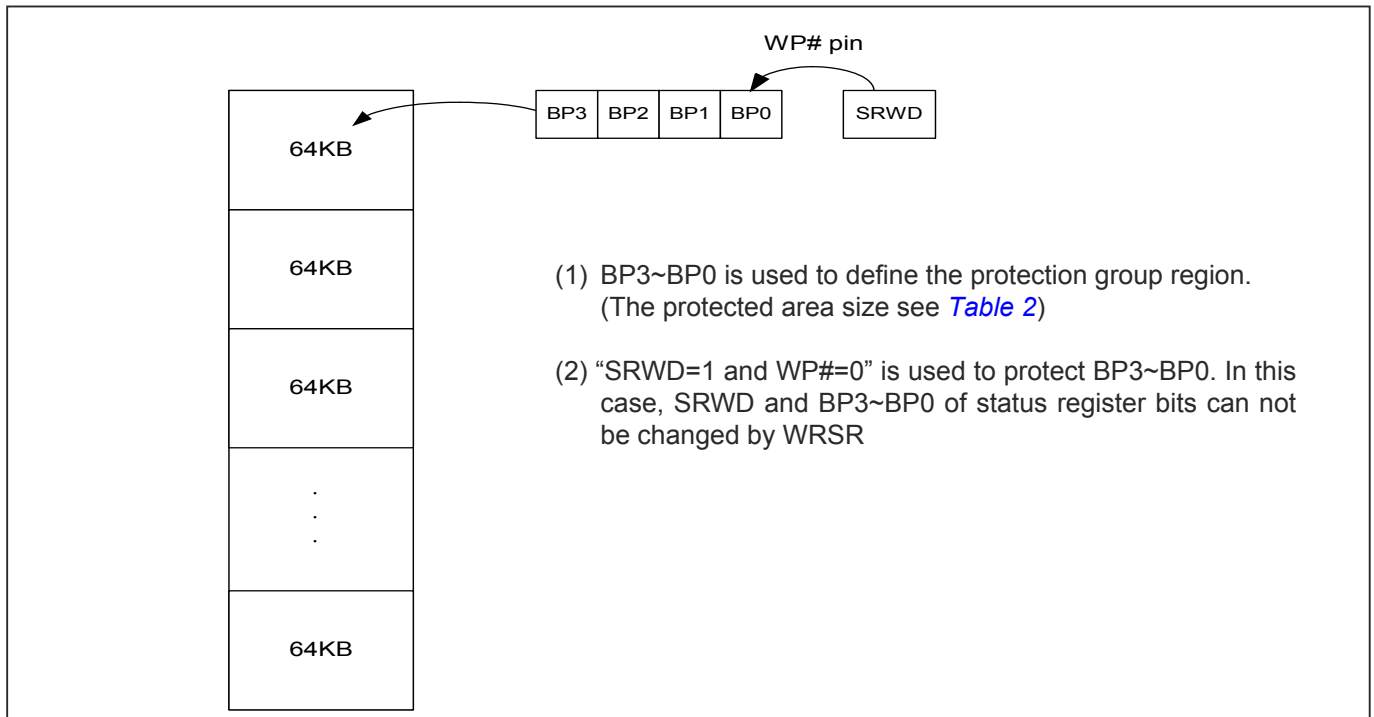 WP# pin
BP3 BP2 BP1 BP0 SRWD
64KB
64KB
64KB
.
.
.
64KB
(1) BP3~BP0 is used to define the protection group region.
(The protected area size see Table 2)
(2) “SRWD=1 and WP#=0” is used to protect BP3~BP0. In this
case, SRWD and BP3~BP0 of status register bits can not
be changed by WRSR